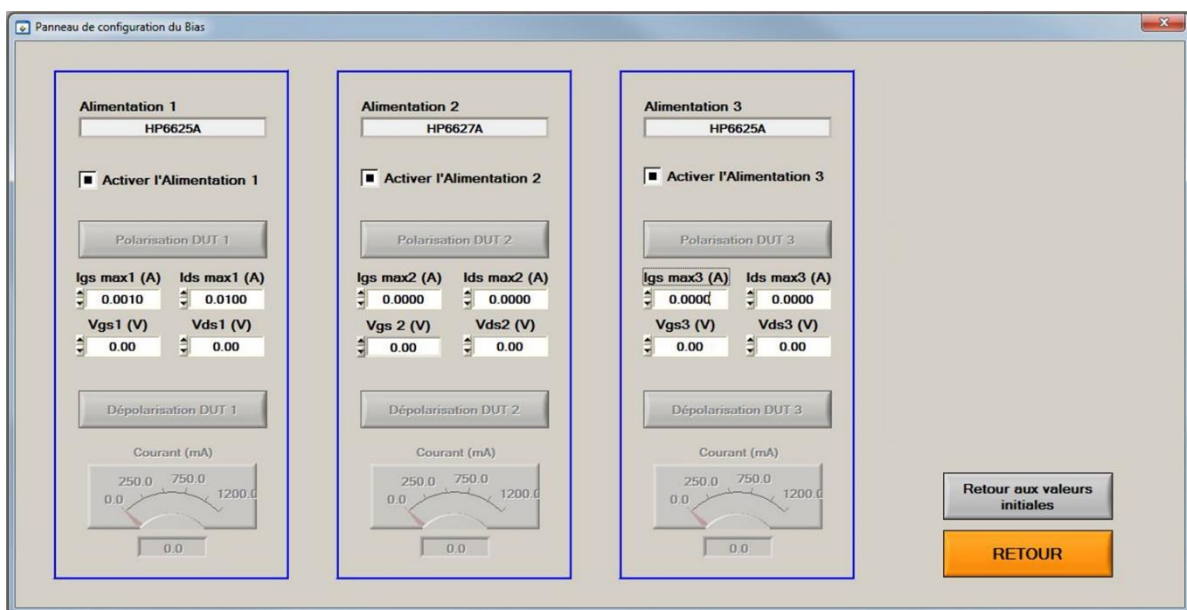 Panneau de configuration du Bias
Alimentation 1
HP6625A
Activer l'Alimentation 1
Polarisation DUT 1
Igs max1 (A) Ids max1 (A)
0.0010 0.0100
Vgs1 (V) Vds1 (V)
0.00 0.00
Dépolarisation DUT 1
Courant (mA)
0.0 250.0 750.0 1200.0
0.0
Alimentation 2
HP6627A
Activer l'Alimentation 2
Polarisation DUT 2
Igs max2 (A) Ids max2 (A)
0.0000 0.0000
Vgs 2 (V) Vds2 (V)
0.00 0.00
Dépolarisation DUT 2
Courant (mA)
0.0 250.0 750.0 1200.0
0.0
Alimentation 3
HP6625A
Activer l'Alimentation 3
Polarisation DUT 3
Igs max3 (A) Ids max3 (A)
0.0000 0.0000
Vgs3 (V) Vds3 (V)
0.00 0.00
Dépolarisation DUT 3
Courant (mA)
0.0 250.0 750.0 1200.0
0.0
Retour aux valeurs
initiales
RETOUR